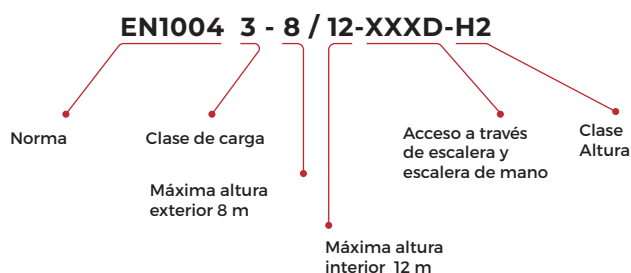 EN1004 3 - 8 / 12-XXXD-H2
Norma
Clase de carga
Máxima altura
exterior 8 m
Máxima altura
interior 12 m
Acceso a través
de escalera y
escalera de mano
Clase
Altura